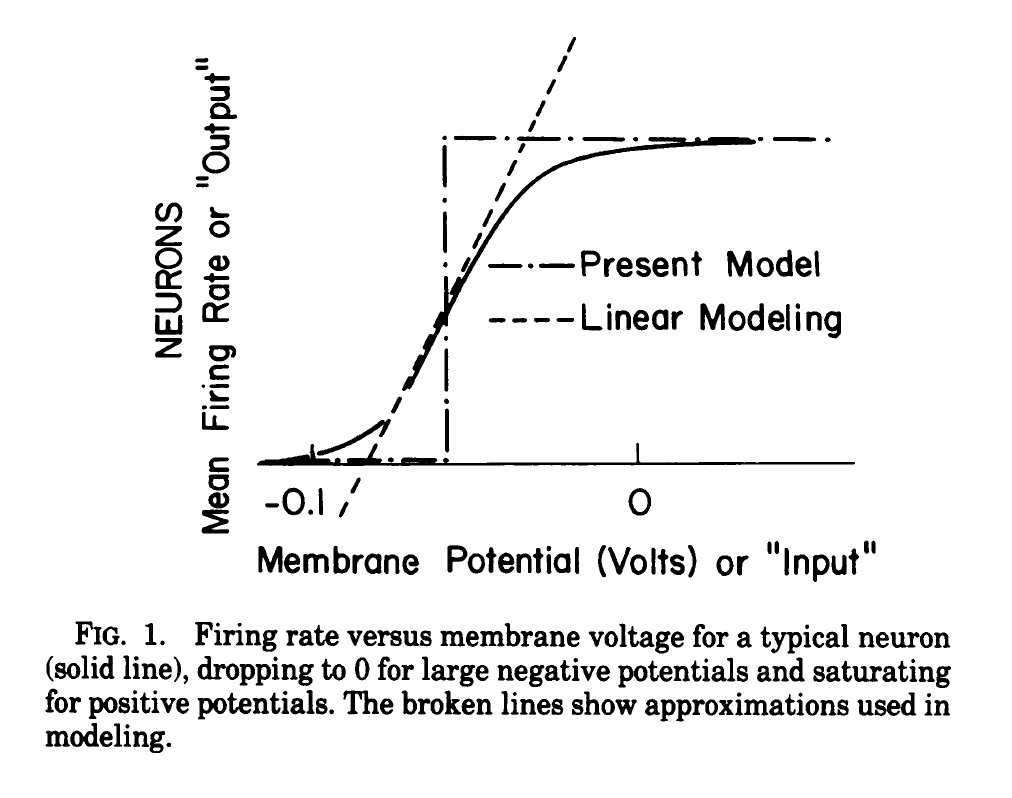 NEURONS
Mean Firing Rate or "Output"
Present Model
Linear Modeling
-0.1
0
Membrane Potential (Volts) or "Input"
FIG. 1. Firing rate versus membrane voltage for a typical neuron
(solid line), dropping to 0 for large negative potentials and saturating
for positive potentials. The broken lines show approximations used in
modeling.